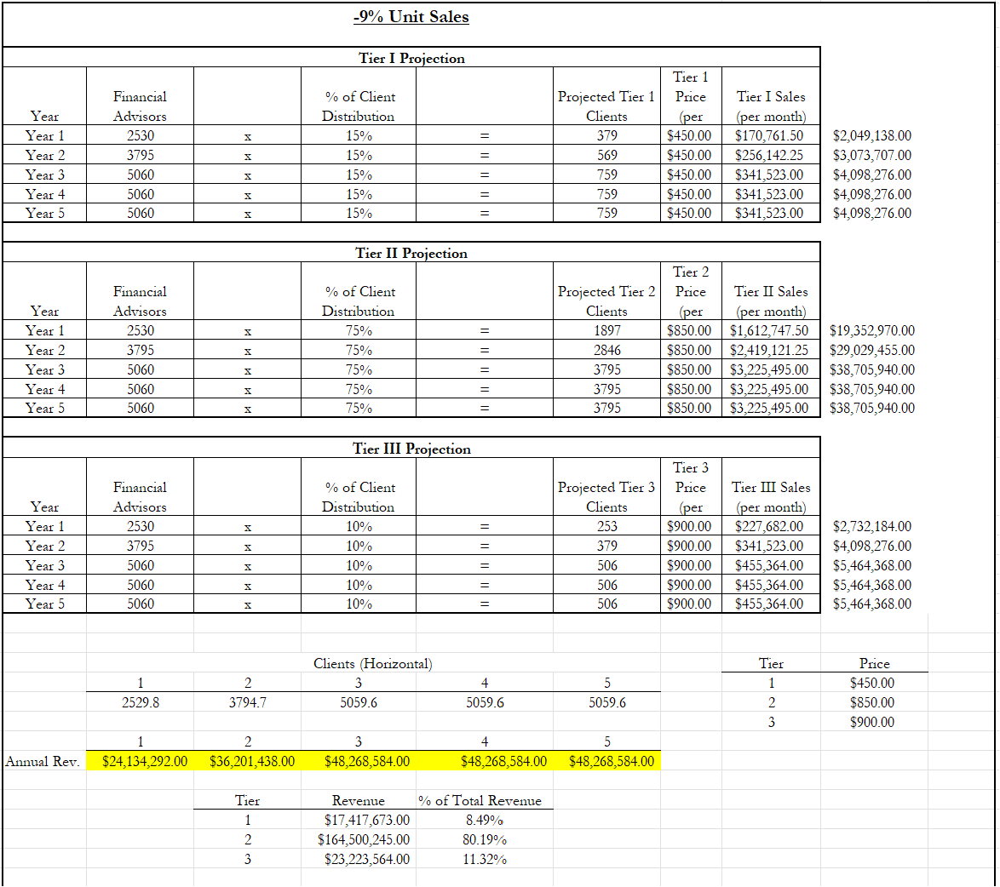 -9% Unit Sales
Tier I Projection
Tier 1
Financial % of Client Projected Tier 1 Price Tier I Sales
Year Advisors Distribution Clients (per (per month)
Year 1 2530 x 15% = 379 $450.00 $170,761.50 $2,049,138.00
Year 2 3795 x 15% = 569 $450.00 $256,142.25 $3,073,707.00
Year 3 5060 x 15% = 759 $450.00 $341,523.00 $4,098,276.00
Year 4 5060 x 15% = 759 $450.00 $341,523.00 $4,098,276.00
Year 5 5060 x 15% = 759 $450.00 $341,523.00 $4,098,276.00
Tier II Projection
Tier 2
Financial % of Client Projected Tier 2 Price Tier II Sales
Year Advisors Distribution Clients (per (per month)
Year 1 2530 x 75% = 1897 $850.00 $1,612,747.50 $19,352,970.00
Year 2 3795 x 75% = 2846 $850.00 $2,419,121.25 $29,029,455.00
Year 3 5060 x 75% = 3795 $850.00 $3,225,495.00 $38,705,940.00
Year 4 5060 x 75% = 3795 $850.00 $3,225,495.00 $38,705,940.00
Year 5 5060 x 75% = 3795 $850.00 $3,225,495.00 $38,705,940.00
Tier III Projection
Tier 3
Financial % of Client Projected Tier 3 Price Tier III Sales
Year Advisors Distribution Clients (per (per month)
Year 1 2530 x 10% = 253 $900.00 $227,682.00 $2,732,184.00
Year 2 3795 x 10% = 379 $900.00 $341,523.00 $4,098,276.00
Year 3 5060 x 10% = 506 $900.00 $455,364.00 $5,464,368.00
Year 4 5060 x 10% = 506 $900.00 $455,364.00 $5,464,368.00
Year 5 5060 x 10% = 506 $900.00 $455,364.00 $5,464,368.00
Clients (Horizontal) Tier Price
1 2 3 4 5 1 $450.00
2529.8 3794.7 5059.6 5059.6 5059.6 2 $850.00
3 $900.00
1 2 3 4 5
Annual Rev. $24,134,292.00 $36,201,438.00 $48,268,584.00 $48,268,584.00 $48,268,584.00
Tier Revenue % of Total Revenue
1 $17,417,673.00 8.49%
2 $164,500,245.00 80.19%
3 $23,223,564.00 11.32%